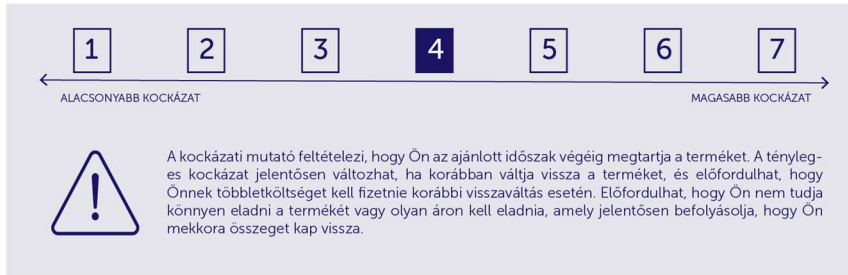 1 2 3 4 5 6 7
ALACSONYABB KOCKÁZAT MAGASABB KOCKÁZAT
A kockázati mutató feltételezi, hogy Ön az ajánlott időszak végéig megtartja a terméket. A tényleg-
es kockázat jelentősen változhat, ha korábban váltja vissza a terméket, és előfordulhat, hogy
Önnek többletköltséget kell fizetnie korábbi visszaváltás esetén. Előfordulhat, hogy Ön nem tudja
könnyen eladni a termékét vagy olyan áron kell eladnia, amely jelentősen befolyásolja, hogy Ön
mekkora összeget kap vissza.